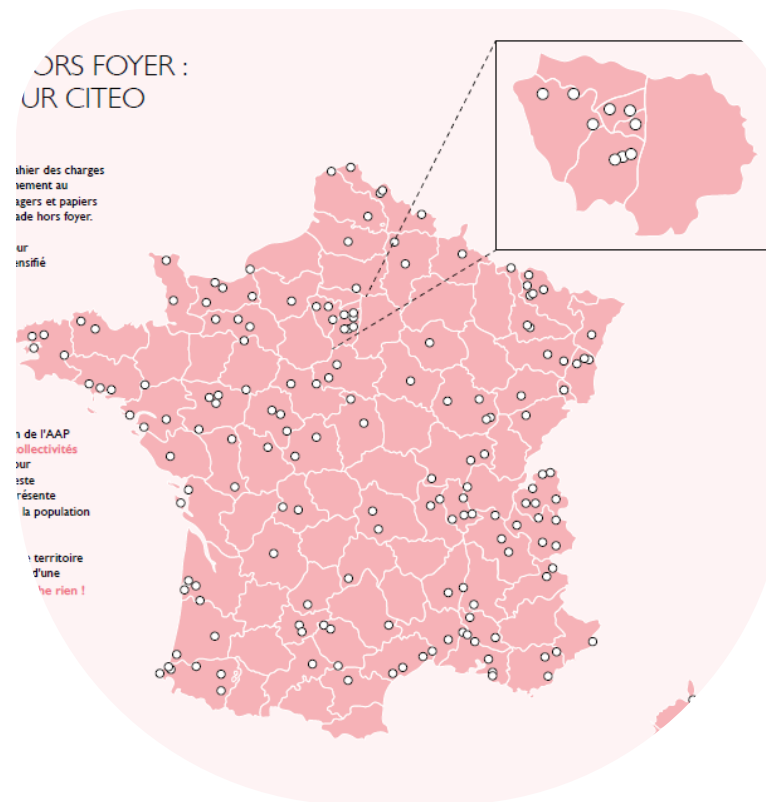 ORS FOYER :
UR CITEO
ahier des charges
nement au
agers et papiers
ade hors foyer.
ur
ensifié
n de l'AAP
collectivités
our
este
résente
la population
territoire
d'une
he rien !